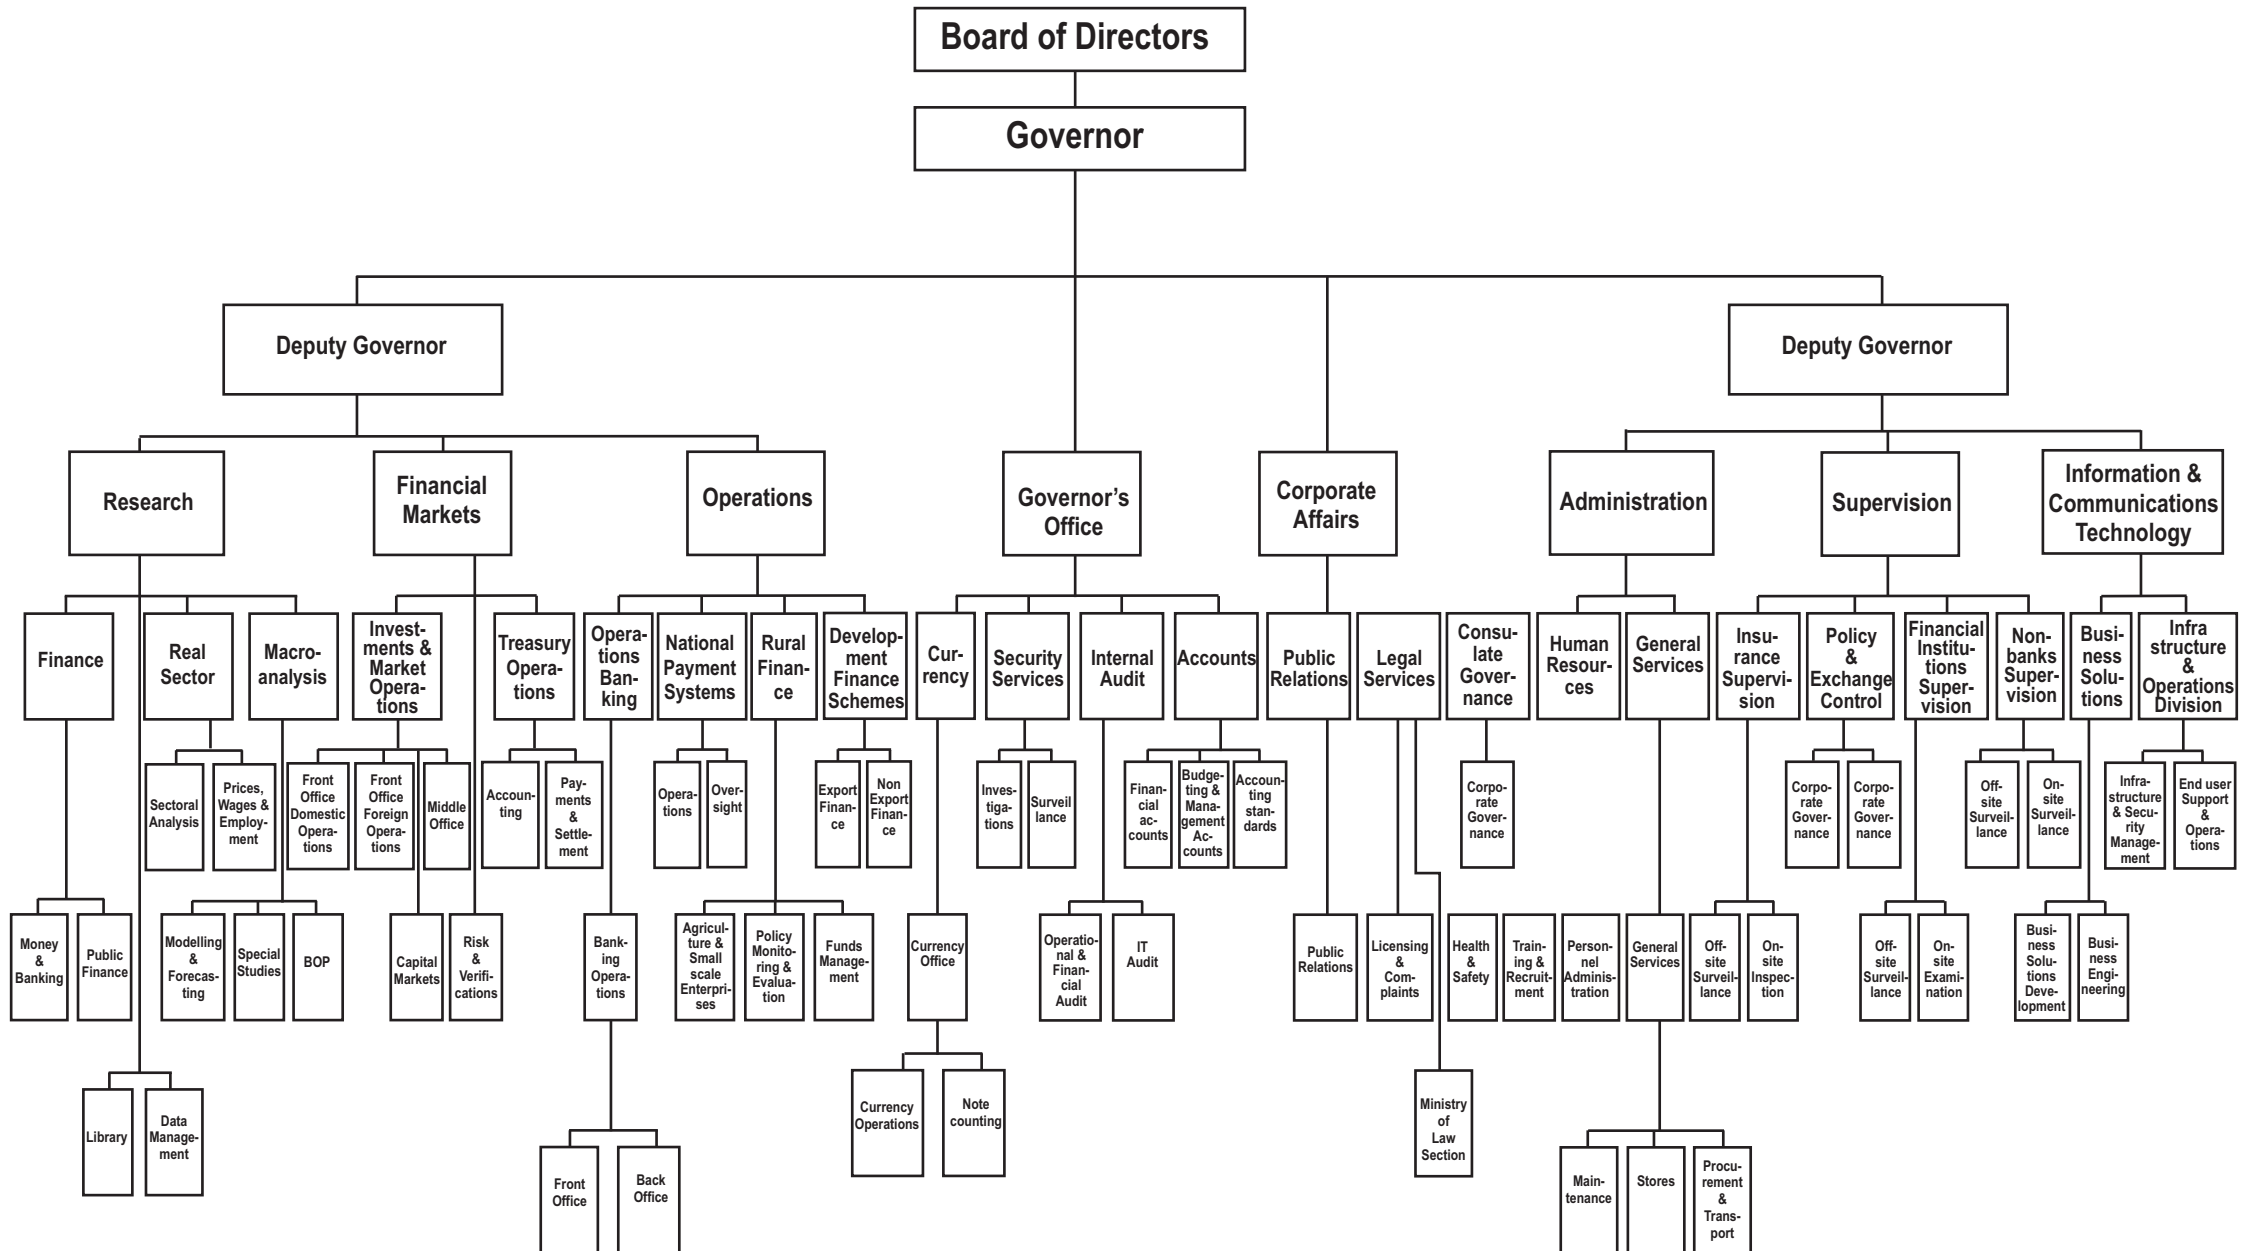 Board of Directors
Governor
Deputy Governor
Deputy Governor
Research
Financial
Markets
Operations
Governor’s
Office
Corporate
Affairs
Administration
Supervision
Information &
Communications
Technology
Finance
Real
Sector
Macro-
analysis
Invest-
ments &
Market
Opera-
tions
Treasury
Opera-
tions
Opera-
tions
Ban-
king
National
Payment
Systems
Rural
Finan-
ce
Develop-
ment
Finance
Schemes
Cur-
rency
Security
Services
Internal
Audit
Accounts
Public
Relations
Legal
Services
Consu-
late
Gover-
nance
Human
Resour-
ces
General
Services
Insu-
rance
Supervi-
sion
Policy
&
Exchange
Control
Financial
Institu-
tions
Super-
vision
Non-
banks
Super-
vision
Busi-
ness
Solu-
tions
Infra
structure
&
Operations
Division
Sectoral
Analysis
Prices,
Wages &
Employ-
ment
Front
Office
Domestic
Opera-
tions
Front
Office
Foreign
Opera-
tions
Middle
Office
Accoun-
ting
Pay-
ments
&
Settle-
ment
Opera-
tions
Over-
sight
Export
Finan-
ce
Non
Export
Finan-
ce
Inves-
tiga-
tions
Surveil
lance
Finan-
cial
ac-
counts
Budge-
ting &
Mana-
gement
Ac-
counts
Accoun-
ting
stan-
dards
Corpo-
rate
Gover-
nance
Corpo-
rate
Gover-
nance
Corpo-
rate
Gover-
nance
Off-
site
Surveil-
lance
On-
site
Surveil-
lance
Infra-
structure
& Secu-
rity
Manage-
ment
End user
Support
&
Opera-
tions
Money
&
Banking
Public
Finance
Modelling
&
Forecas-
ting
Special
Studies
BOP
Capital
Markets
Risk
&
Verifi-
cations
Bank-
ing
Opera-
tions
Agricul-
ture &
Small
scale
Enterpri-
ses
Policy
Monito-
ring &
Evalua-
tion
Funds
Manage-
ment
Currency
Office
Operatio-
nal &
Finan-
cial
Audit
IT
Audit
Public
Relations
Licensing
&
Com-
plaints
Health
&
Safety
Train-
ing &
Recruit-
ment
Person-
nel
Adminis-
tration
General
Services
Off-
site
Surveil-
lance
On-
site
Inspec-
tion
Off-
site
Surveil-
lance
On-
site
Exami-
nation
Busi-
ness
Solu-
tions
Deve-
lopment
Busi-
ness
Engi-
neering
Library
Data
Manage-
ment
Currency
Operations
Note
counting
Ministry
of
Law
Section
Front
Office
Back
Office
Main-
tenance
Stores
Procu-
rement
&
Trans-
port